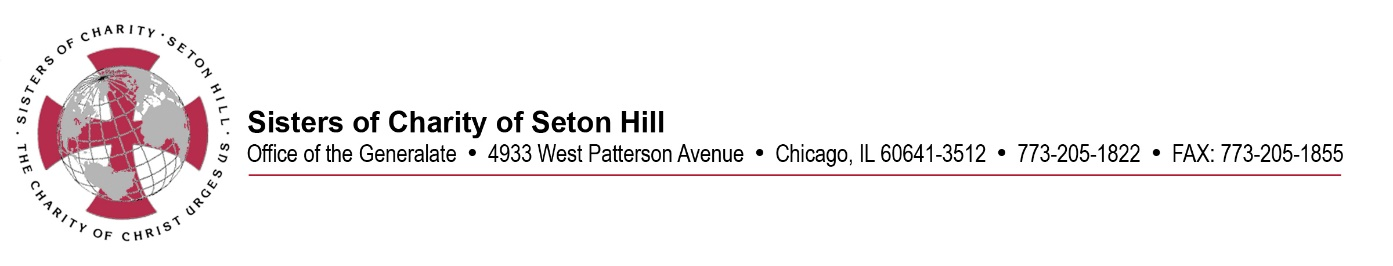 SISTERS OF CHARITY · SETON HILL ·
THE CHARITY OF CHRIST URGES US ·
Sisters of Charity of Seton Hill
Office of the Generalate • 4933 West Patterson Avenue • Chicago, IL 60641-3512 • 773-205-1822 • FAX: 773-205-1855